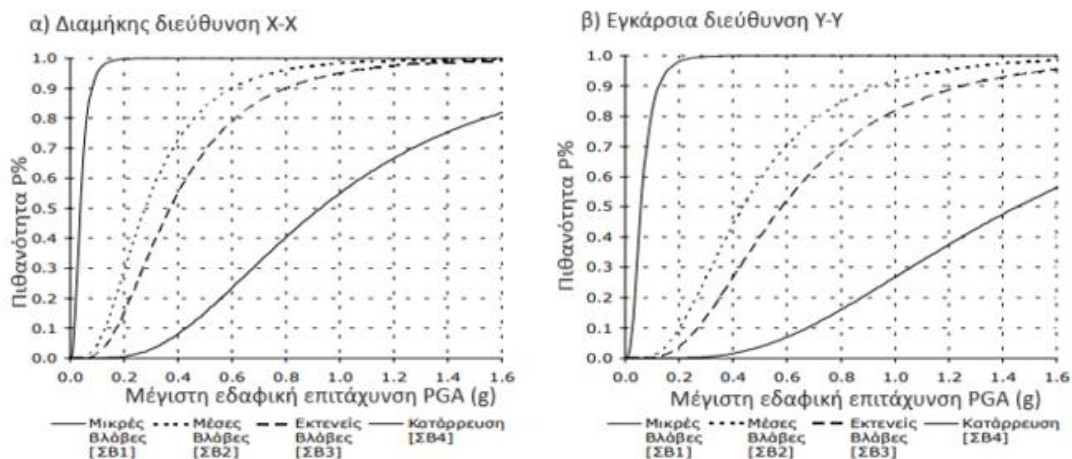 α) Διαμήκης διεύθυνση Χ-Χ
Πιθανότητα P%
1.0
0.9
0.8
0.7
0.6
0.5
0.4
0.3
0.2
0.1
0.0
0.0 0.2 0.4 0.6 0.8 1.0 1.2 1.4 1.6
Μέγιστη εδαφική επιτάχυνση PGA (g)
Μικρές Βλάβες [ΣΒ1]
Μέσες Βλάβες [ΣΒ2]
Εκτενείς Βλάβες [ΣΒ3]
Κατάρρευση [ΣΒ4]
β) Εγκάρσια διεύθυνση Υ-Υ
Πιθανότητα P%
1.0
0.9
0.8
0.7
0.6
0.5
0.4
0.3
0.2
0.1
0.0
0.0 0.2 0.4 0.6 0.8 1.0 1.2 1.4 1.6
Μέγιστη εδαφική επιτάχυνση PGA (g)
Μικρές Βλάβες [ΣΒ1]
Μέσες Βλάβες [ΣΒ2]
Εκτενείς Βλάβες [ΣΒ3]
Κατάρρευση [ΣΒ4]